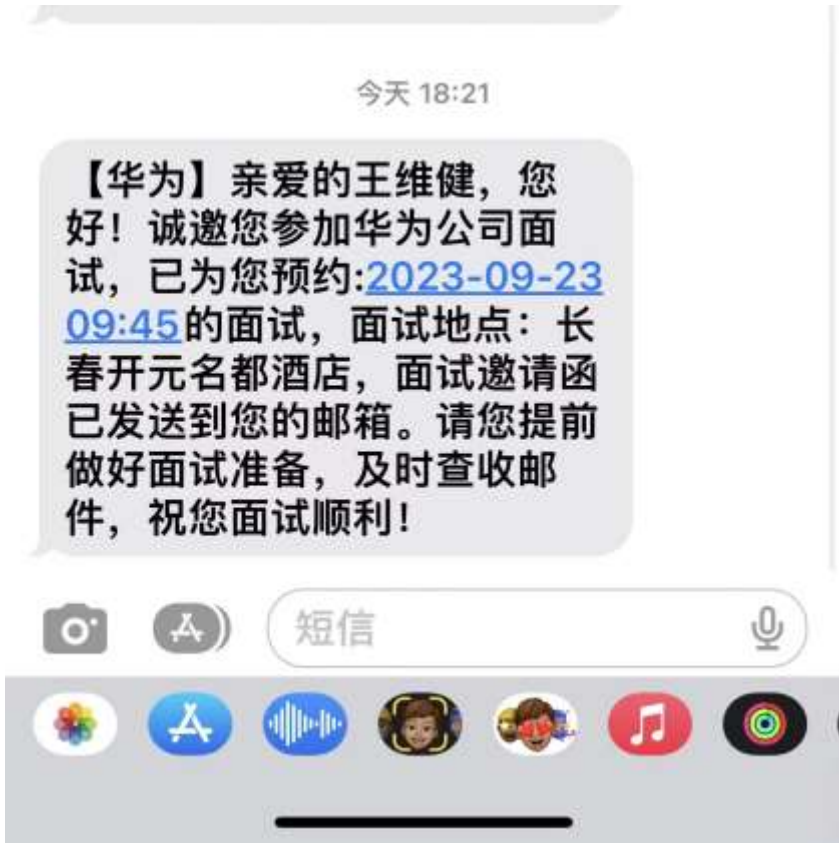 今天 18:21
【华为】亲爱的王维健，您
好！诚邀您参加华为公司面
试，已为您预约:2023-09-23
09:45的面试，面试地点：长
春开元名都酒店，面试邀请函
已发送到您的邮箱。请您提前
做好面试准备，及时查收邮
件，祝您面试顺利！
短信